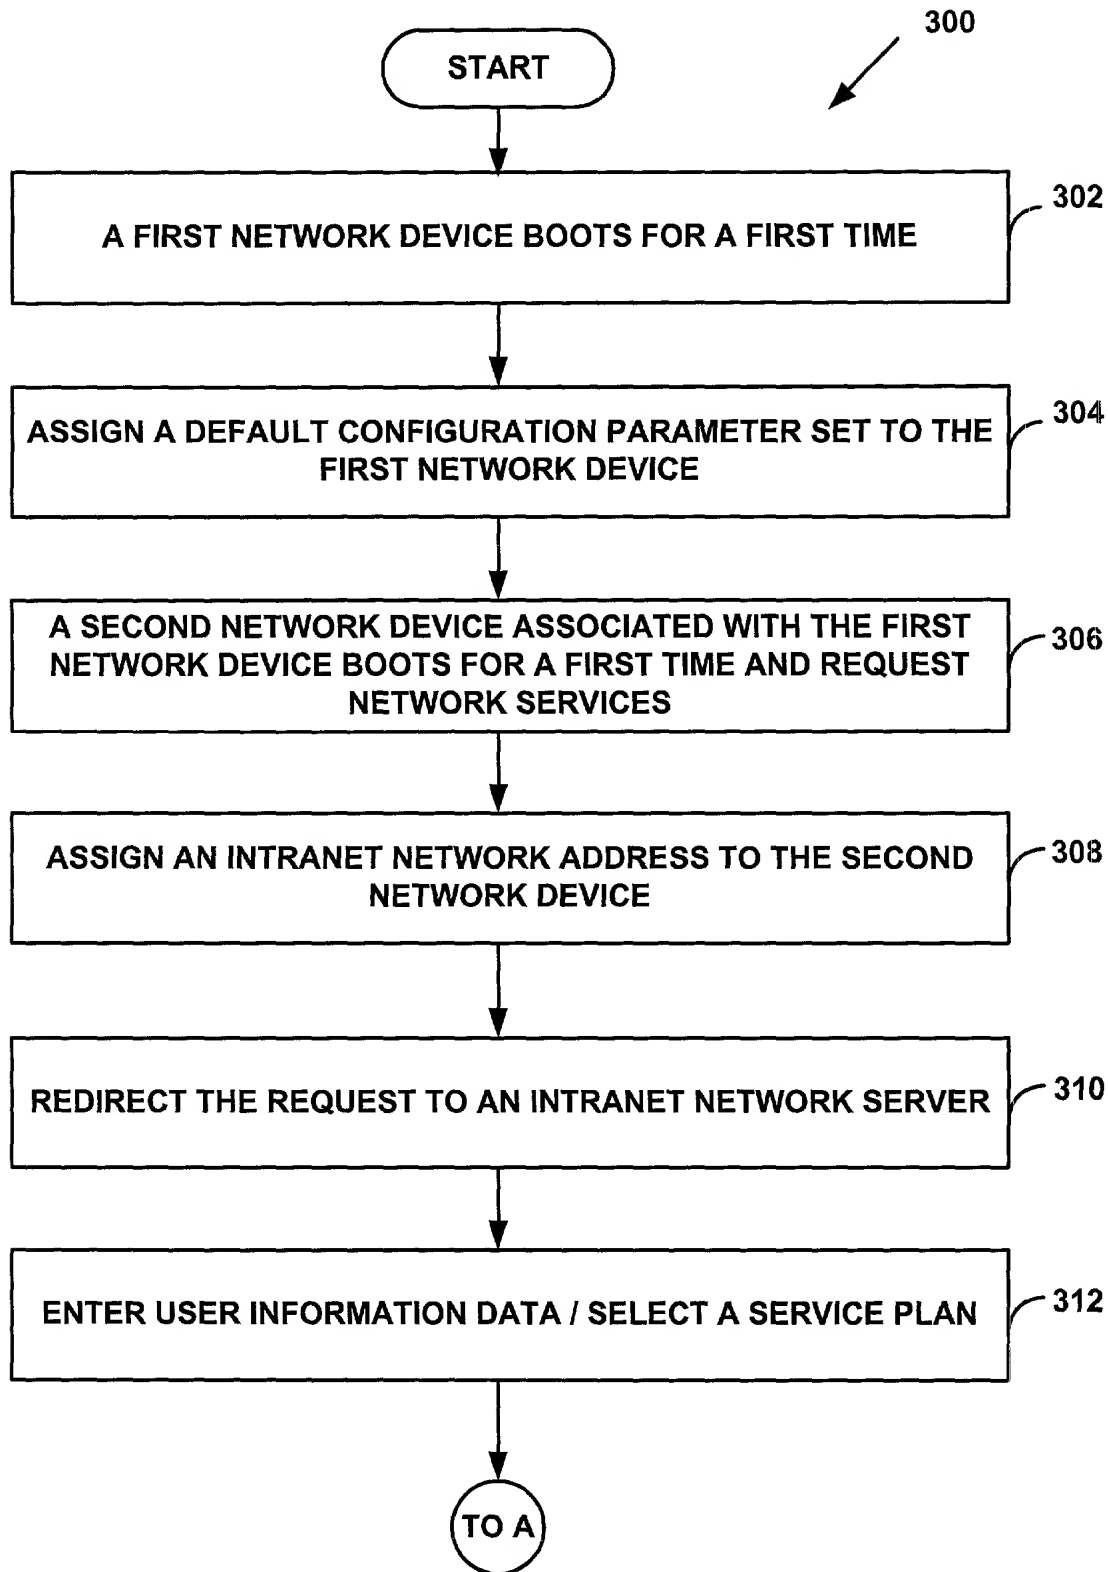 300
START
302
A FIRST NETWORK DEVICE BOOTS FOR A FIRST TIME
304
ASSIGN A DEFAULT CONFIGURATION PARAMETER SET TO THE
FIRST NETWORK DEVICE
306
A SECOND NETWORK DEVICE ASSOCIATED WITH THE FIRST
NETWORK DEVICE BOOTS FOR A FIRST TIME AND REQUEST
NETWORK SERVICES
308
ASSIGN AN INTRANET NETWORK ADDRESS TO THE SECOND
NETWORK DEVICE
310
REDIRECT THE REQUEST TO AN INTRANET NETWORK SERVER
312
ENTER USER INFORMATION DATA / SELECT A SERVICE PLAN
TO A